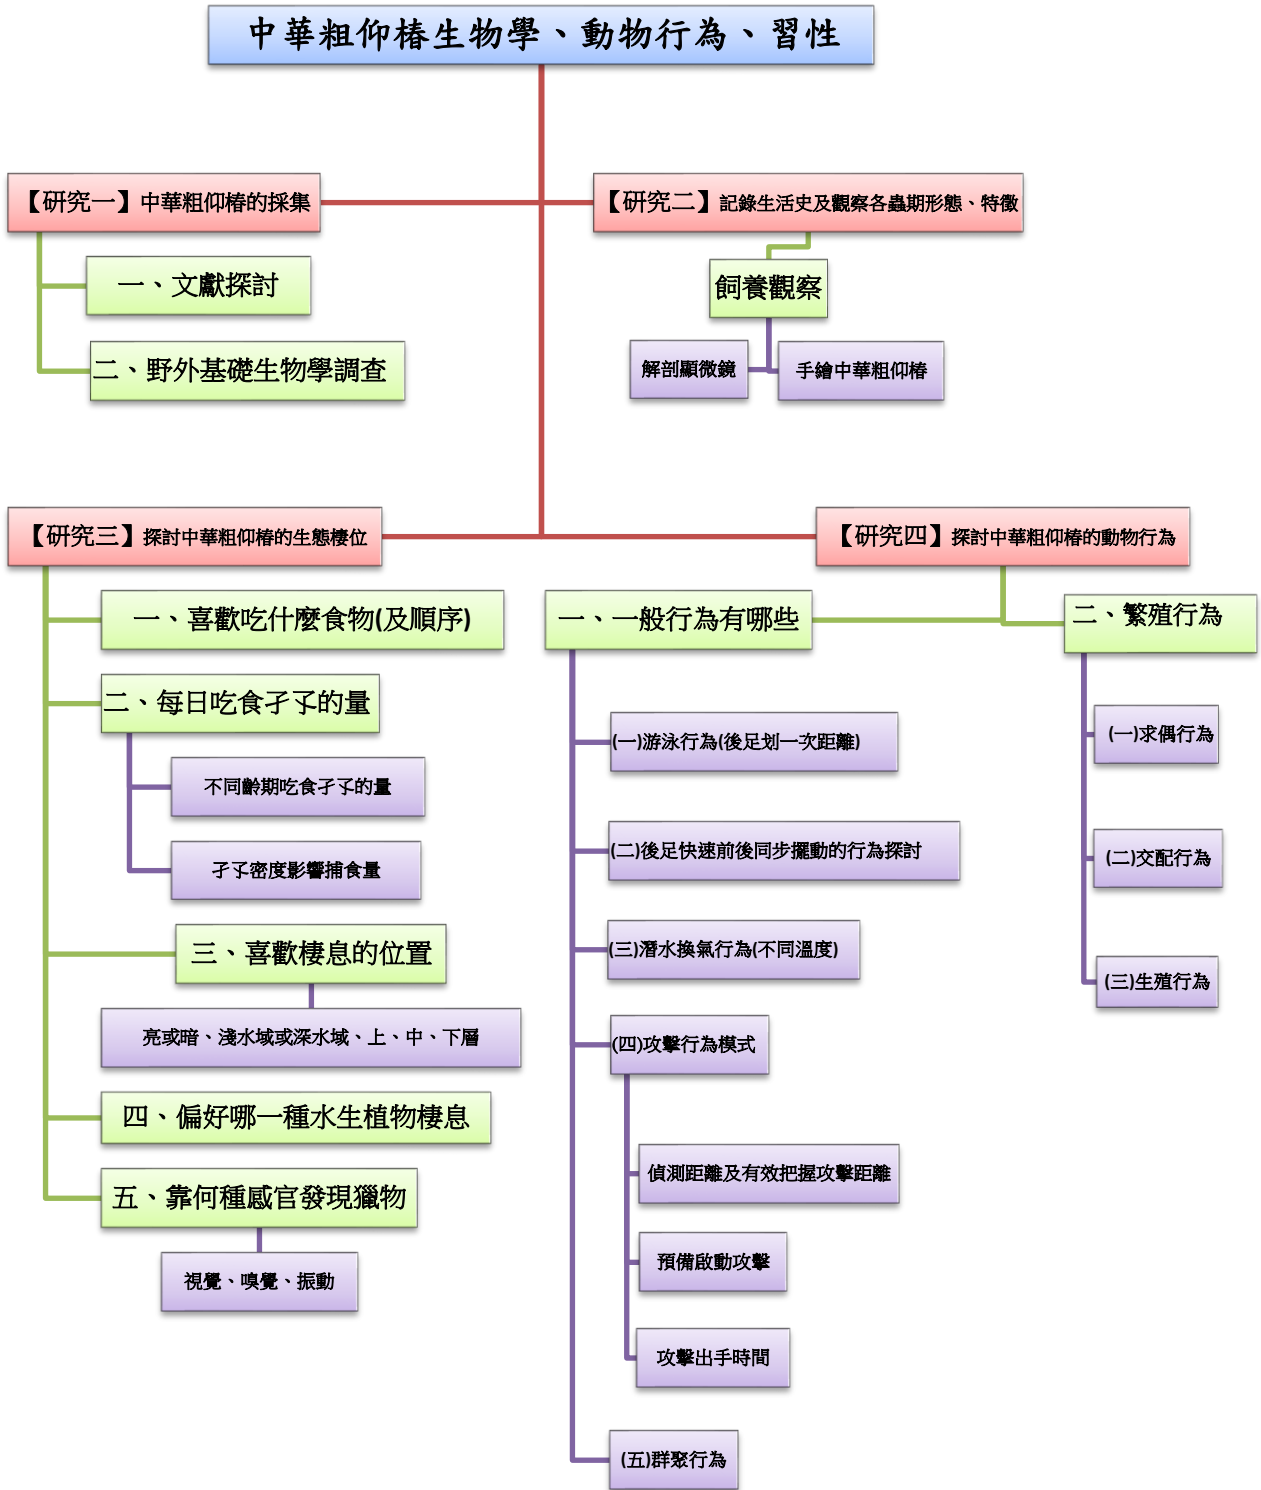 中華粗仰椿生物學、動物行為、習性
【研究一】中華粗仰椿的採集
一、文獻探討
二、野外基礎生物學調查
【研究二】記錄生活史及觀察各蟲期形態、特徵
飼養觀察
解剖顯微鏡
手繪中華粗仰椿
【研究三】探討中華粗仰椿的生態棲位
一、喜歡吃什麼食物(及順序)
二、每日吃食孑孓的量
不同齡期吃食孑孓的量
孑孓密度影響捕食量
三、喜歡棲息的位置
亮或暗、淺水域或深水域、上、中、下層
四、偏好哪一種水生植物棲息
五、靠何種感官發現獵物
視覺、嗅覺、振動
【研究四】探討中華粗仰椿的動物行為
一、一般行為有哪些
(一)游泳行為(後足划一次距離)
(二)後足快速前後同步擺動的行為探討
(三)潛水換氣行為(不同溫度)
(四)攻擊行為模式
偵測距離及有效把握攻擊距離
預備啟動攻擊
攻擊出手時間
(五)群聚行為
二、繁殖行為
(一)求偶行為
(二)交配行為
(三)生殖行為